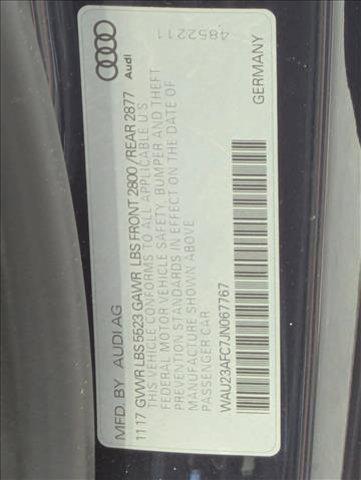 MFD. BY AUDI AG
11.17 GVWR LBS 5523 GAWR LBS FRONT 2800 / REAR 2877
THIS VEHICLE CONFORMS TO ALL APPLICABLE U.S.
FEDERAL MOTOR VEHICLE SAFETY, BUMPER AND THEFT
PREVENTION STANDARDS IN EFFECT ON THE DATE OF
MANUFACTURE SHOWN ABOVE
PASSENGER CAR
WAU23AFC7JN067767
GERMANY
Audi
4852211